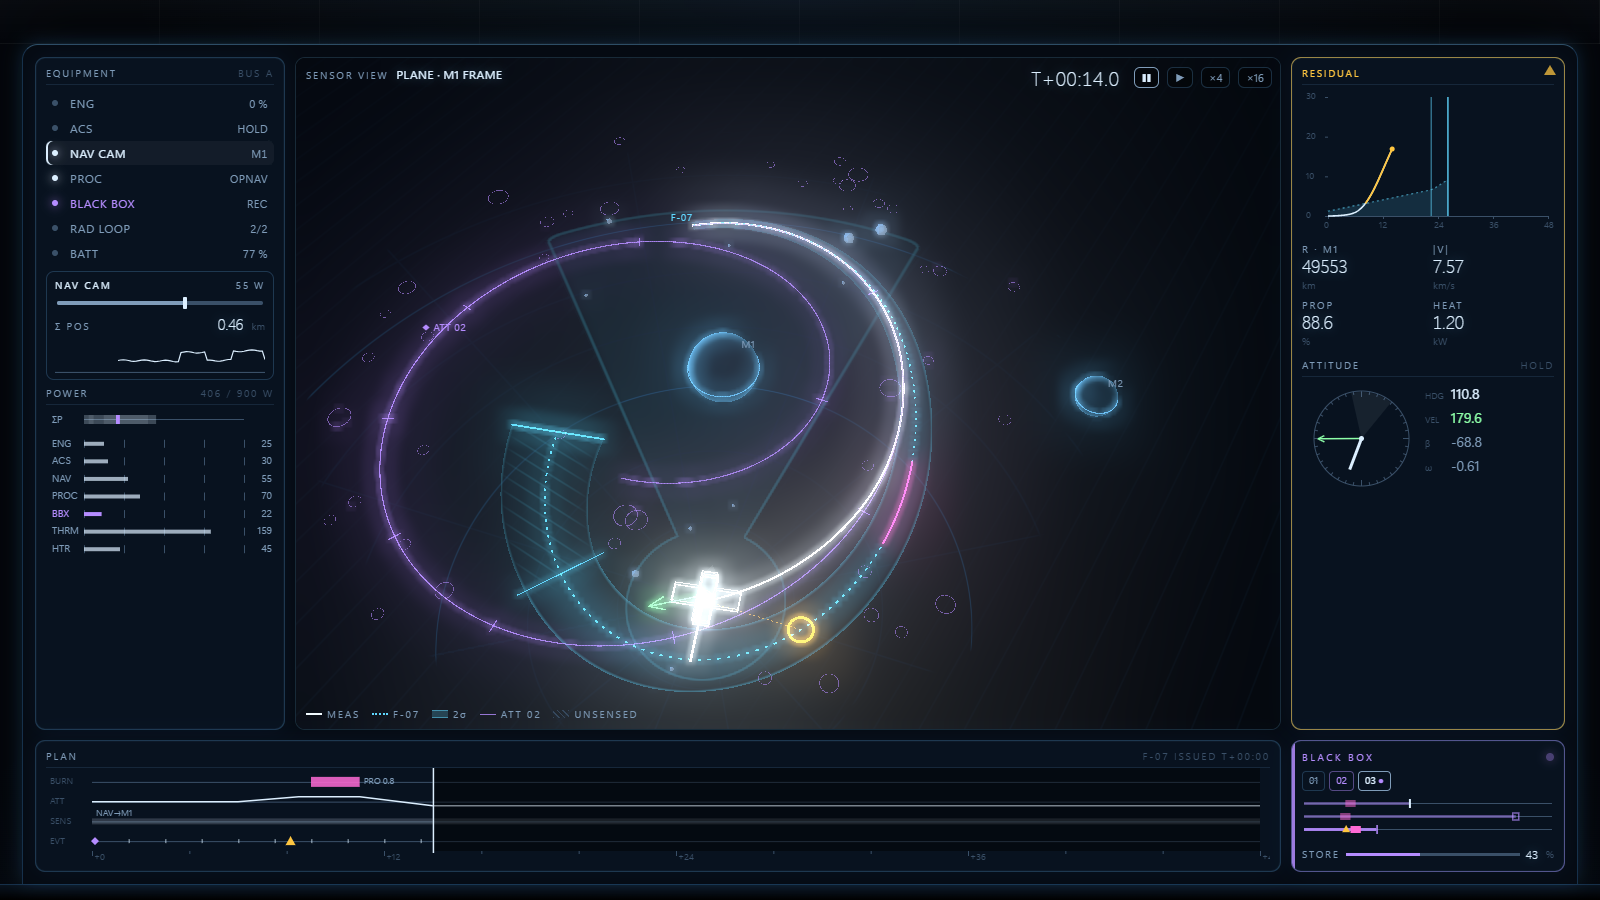 EQUIPMENT BUS A
ENG 0 %
ACS HOLD
NAV CAM M1
PROC OPNAV
BLACK BOX REC
RAD LOOP 2/2
BATT 77 %
NAV CAM 55 W
Σ POS 0.46 km
POWER 406 / 900 W
ΣP
ENG 25
ACS 30
NAV 55
PROC 70
BBX 22
THRM 159
HTR 45
SENSOR VIEW PLANE · M1 FRAME
T+00:14.0 ×4 ×16
F-07
ATT 02
M1
M2
MEAS F-07 2σ ATT 02 UNSENSED
RESIDUAL
30
20
10
0
0 12 24 36 48
R · M1 |V|
49553 7.57
km km/s
PROP HEAT
88.6 1.20
% kW
ATTITUDE HOLD
HDG 110.8
VEL 179.6
β -68.8
ω -0.61
PLAN F-07 ISSUED T+00:00
BURN PRO 0.8
ATT
NAV→M1
SENS
EVT
+0 +12 +24 +36
BLACK BOX
01 02 03
STORE 43 %